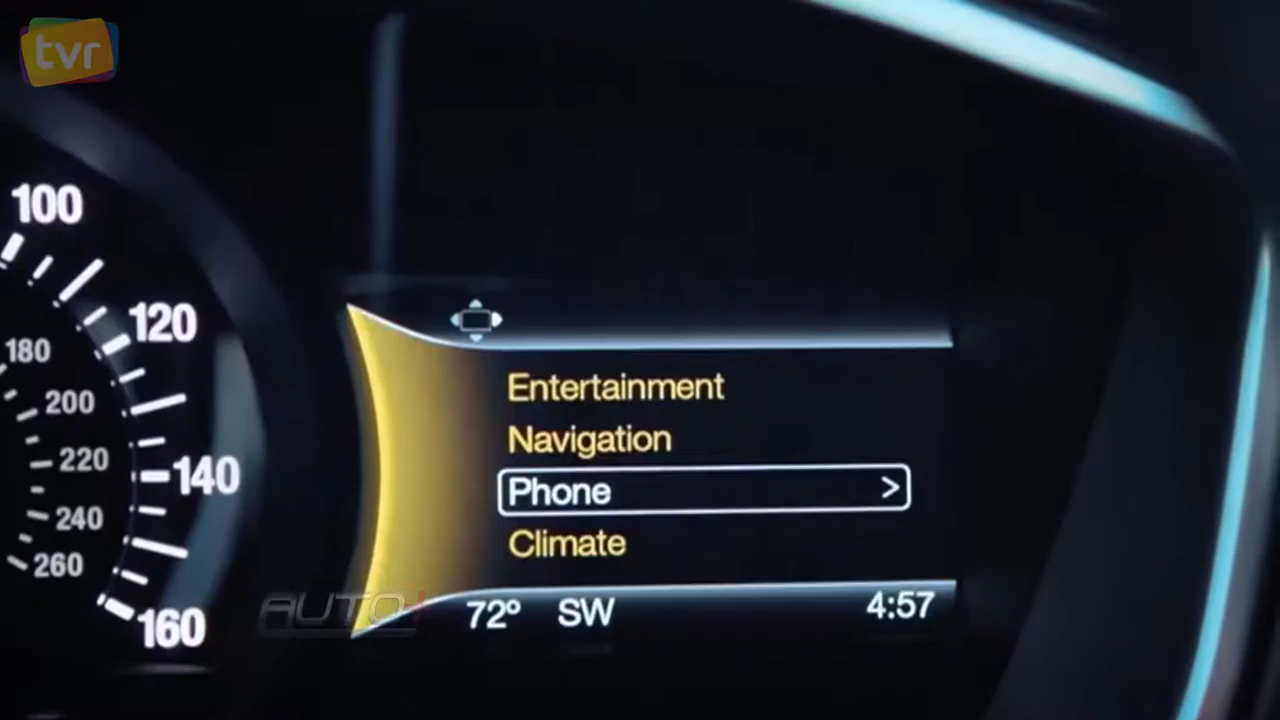 tvr
100
120
180
200
220
140
240
260
160
Entertainment
Navigation
Phone >
Climate
AUTO+
72° SW 4:57